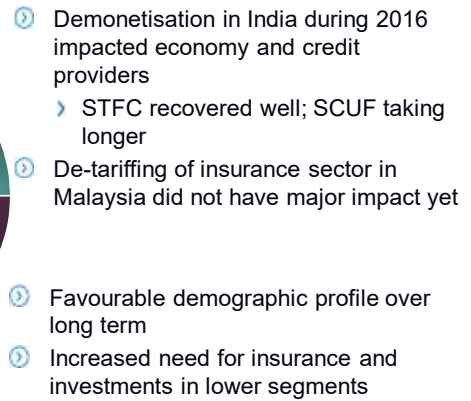 Demonetisation in India during 2016
impacted economy and credit
providers
STFC recovered well; SCUF taking
longer
De-tariffing of insurance sector in
Malaysia did not have major impact yet
Favourable demographic profile over
long term
Increased need for insurance and
investments in lower segments